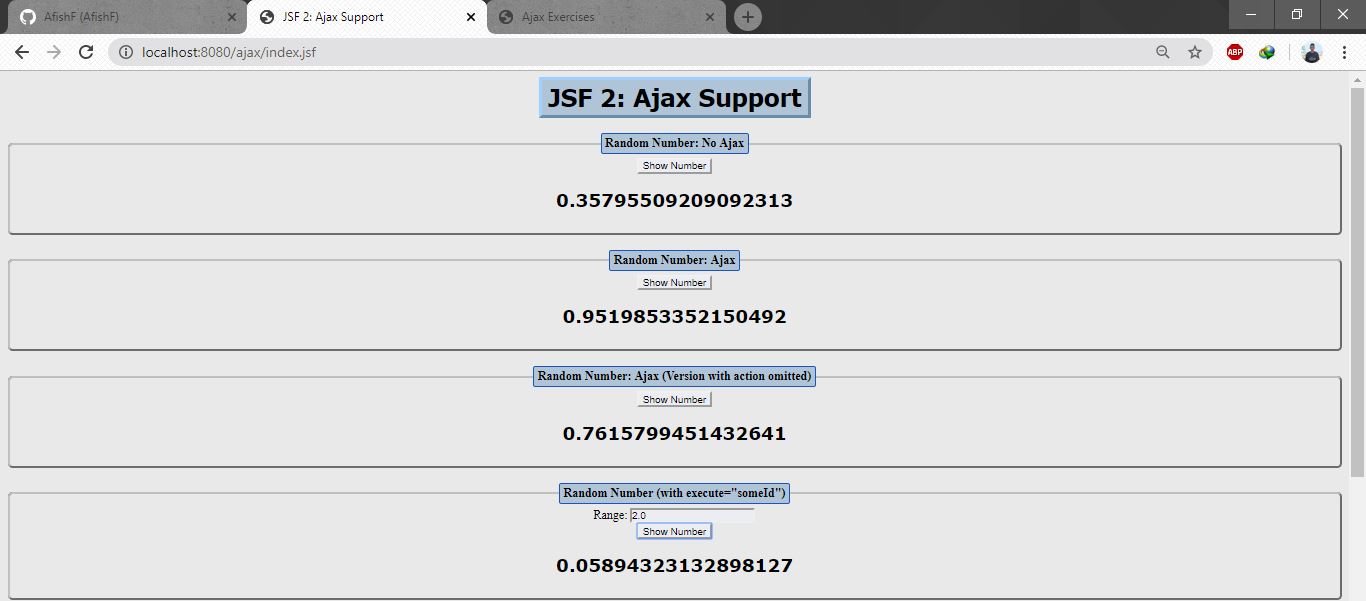 AfishF (AfishF)
JSF 2: Ajax Support
Ajax Exercises
localhost:8080/ajax/index.jsf
ABP
JSF 2: Ajax Support
Random Number: No Ajax
Show Number
0.35795509209092313
Random Number: Ajax
Show Number
0.9519853352150492
Random Number: Ajax (Version with action omitted)
Show Number
0.7615799451432641
Random Number (with execute="someId")
Range: 2.0
Show Number
0.05894323132898127